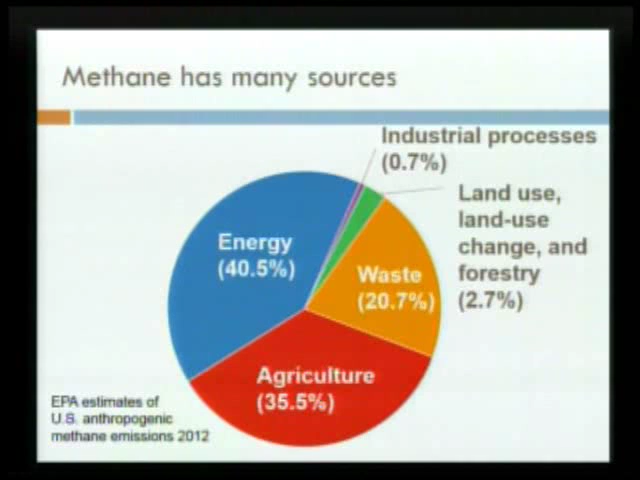 Methane has many sources
Industrial processes
(0.7%)
Land use,
land-use
change, and
forestry
(2.7%)
Energy
(40.5%)
Waste
(20.7%)
Agriculture
(35.5%)
EPA estimates of
U.S. anthropogenic
methane emissions 2012